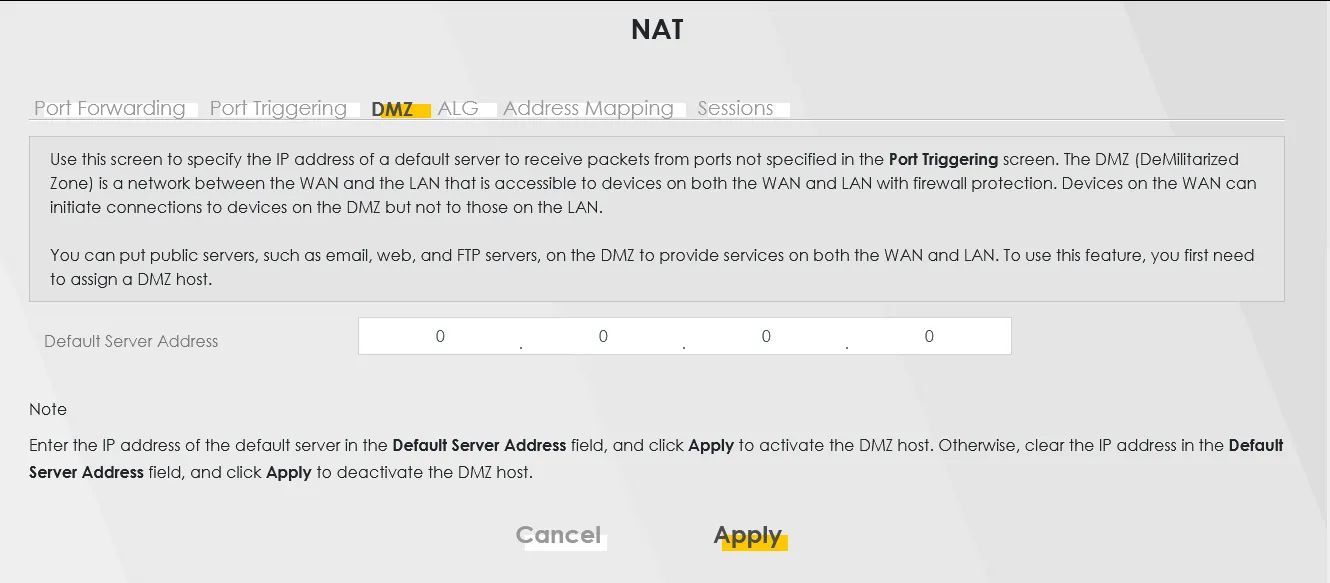 NAT
Port Forwarding Port Triggering DMZ ALG Address Mapping Sessions
Use this screen to specify the IP address of a default server to receive packets from ports not specified in the Port Triggering screen. The DMZ (DeMilitarized
Zone) is a network between the WAN and the LAN that is accessible to devices on both the WAN and LAN with firewall protection. Devices on the WAN can
initiate connections to devices on the DMZ but not to those on the LAN.
You can put public servers, such as email, web, and FTP servers, on the DMZ to provide services on both the WAN and LAN. To use this feature, you first need
to assign a DMZ host.
Default Server Address 0 . 0 . 0 . 0
Note
Enter the IP address of the default server in the Default Server Address field, and click Apply to activate the DMZ host. Otherwise, clear the IP address in the Default
Server Address field, and click Apply to deactivate the DMZ host.
Cancel Apply